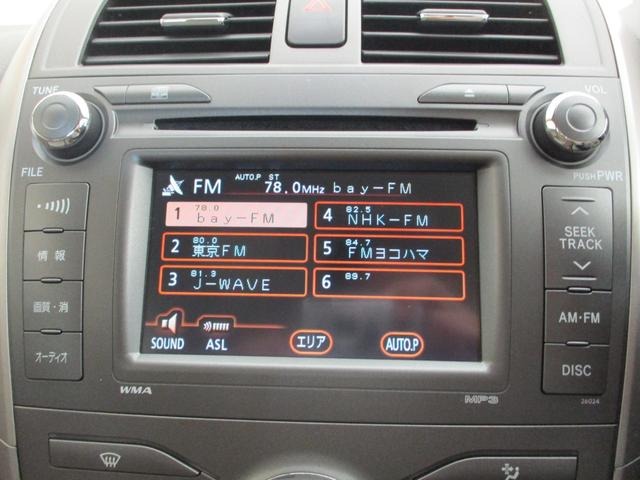 TUNE
VOL
FILE
PUSH PWR
FM AUTO.P ST 78.0MHz bay-FM
1 78.0 bay-FM
4 82.5 NHK-FM
2 80.0 東京FM
5 84.7 FMヨコハマ
3 81.3 J-WAVE
6 89.7
SOUND ASL エリア AUTO.P
情報
画質・消
オーディオ
SEEK
TRACK
AM・FM
DISC
WMA
MP3
26024